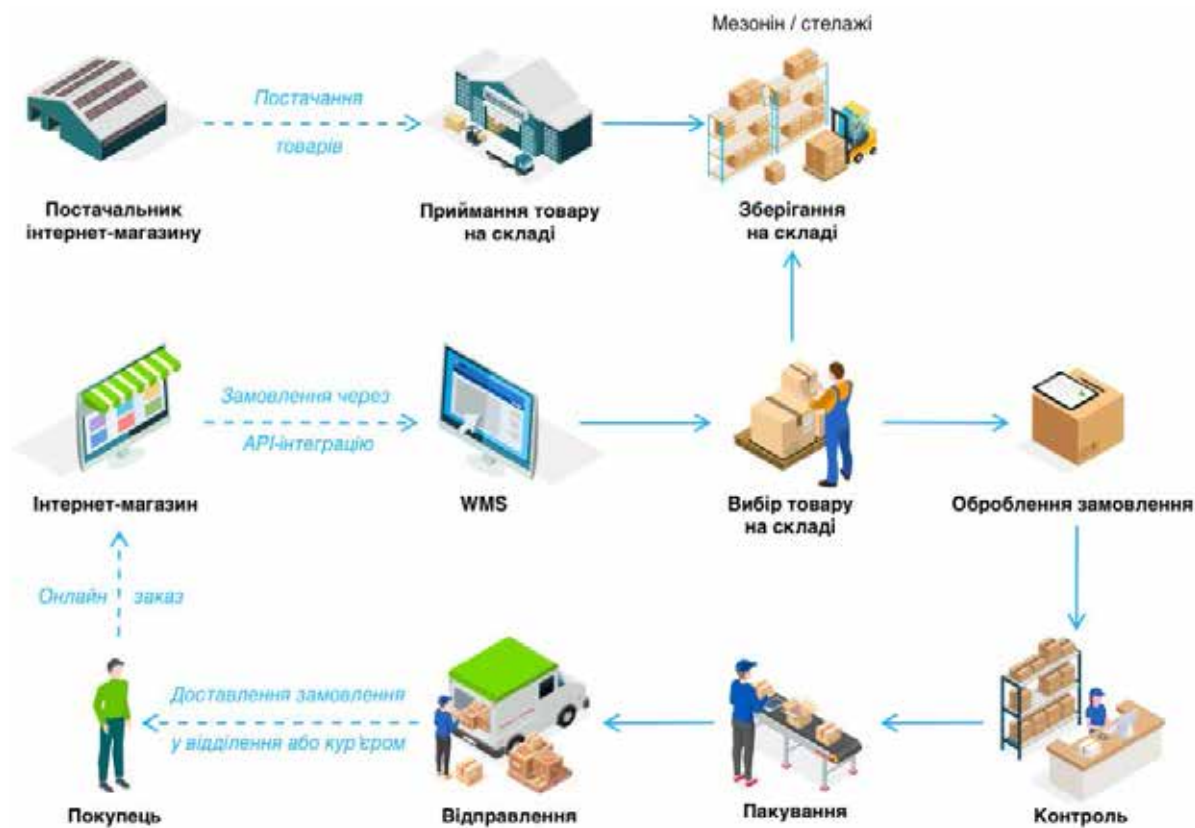 Мезонін / стелажі
Постачання
товарів
Постачальник
інтернет-магазину
Приймання товару
на складі
Зберігання
на складі
Замовлення через
АРІ-інтеграцію
Інтернет-магазин
WMS
Вибір товару
на складі
Оброблення замовлення
Онлайн заказ
Доставлення замовлення
у відділення або кур'єром
Покупець
Відправлення
Пакування
Контроль